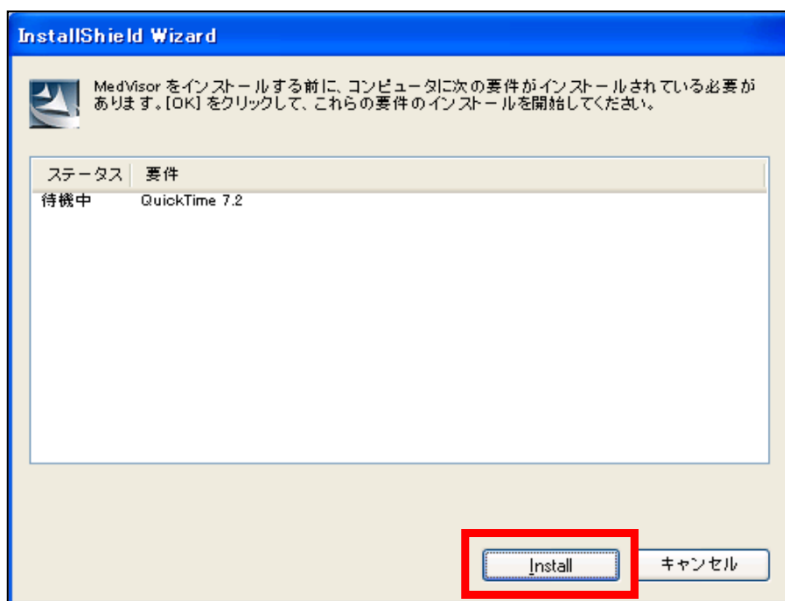 InstallShield Wizard
MedVisor をインストールする前に、コンピュータに次の要件がインストールされている必要が
あります。[OK] をクリックして、これらの要件のインストールを開始してください。
ステータス 要件
待機中 QuickTime 7.2
Install キャンセル